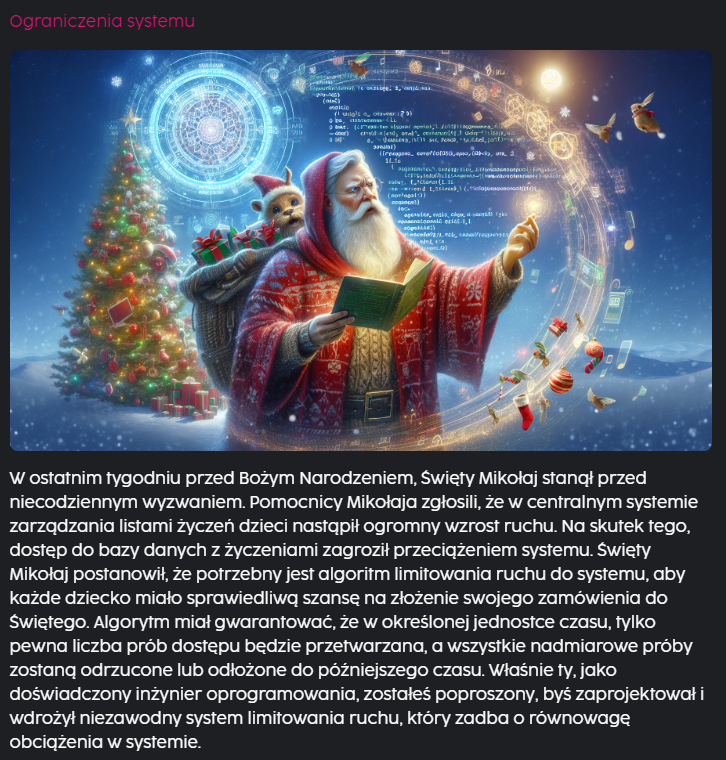 Ograniczenia systemu
W ostatnim tygodniu przed Bożym Narodzeniem, Święty Mikołaj stanął przed
niecodziennym wyzwaniem. Pomocnicy Mikołaja zgłosili, że w centralnym systemie
zarządzania listami życzeń dzieci nastąpił ogromny wzrost ruchu. Na skutek tego,
dostęp do bazy danych z życzeniami zagroził przeciążeniem systemu. Święty
Mikołaj postanowił, że potrzebny jest algoritm limitowania ruchu do systemu, aby
każde dziecko miało sprawiedliwą szansę na złożenie swojego zamówienia do
Świętego. Algorytm miał gwarantować, że w określonej jednostce czasu, tylko
pewna liczba prób dostępu będzie przetwarzana, a wszystkie nadmiarowe próby
zostaną odrzucone lub odłożone do późniejszego czasu. Właśnie ty, jako
doświadczony inżynier oprogramowania, zostałeś poproszony, byś zaprojektował i
wdrożył niezawodny system limitowania ruchu, który zadba o równowagę
obciążenia w systemie.